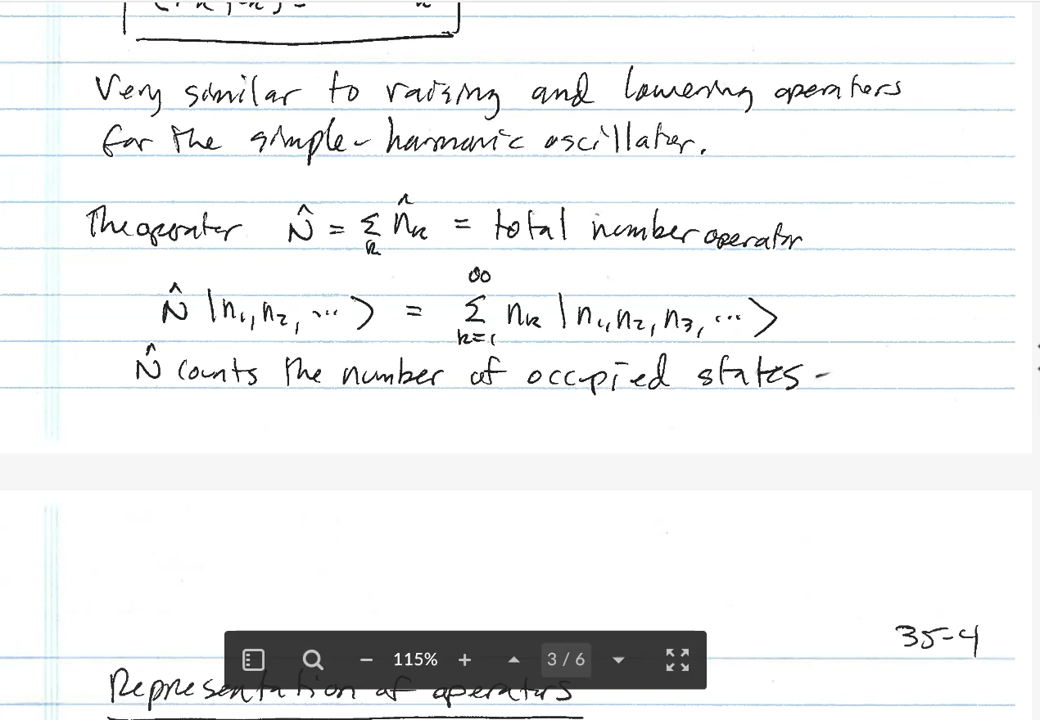 Very similar to raising and lowering operators
for the simple-harmonic oscillator.
The operator N̂ = Σ_k n̂_k = total number operator
N̂ |n₁, n₂, ...⟩ = Σ_{k=1}^{∞} n_k |n₁, n₂, n₃, ...⟩
N̂ counts the number of occupied states -
35-4
115%
3 / 6
Representation of operators